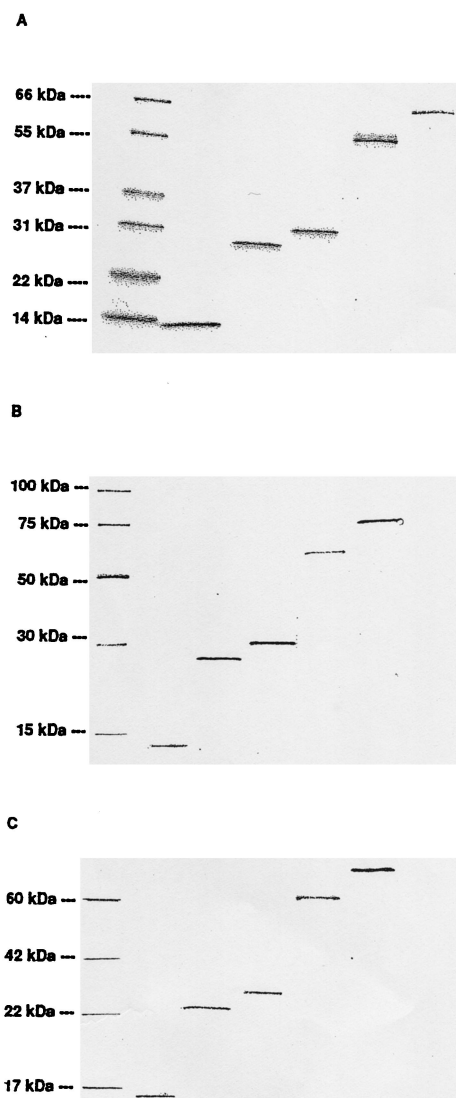 A
66 kDa ----
55 kDa ----
37 kDa ----
31 kDa ----
22 kDa ----
14 kDa ----
B
100 kDa ---
75 kDa ---
50 kDa ---
30 kDa ---
15 kDa ---
C
60 kDa ---
42 kDa ---
22 kDa ---
17 kDa ---